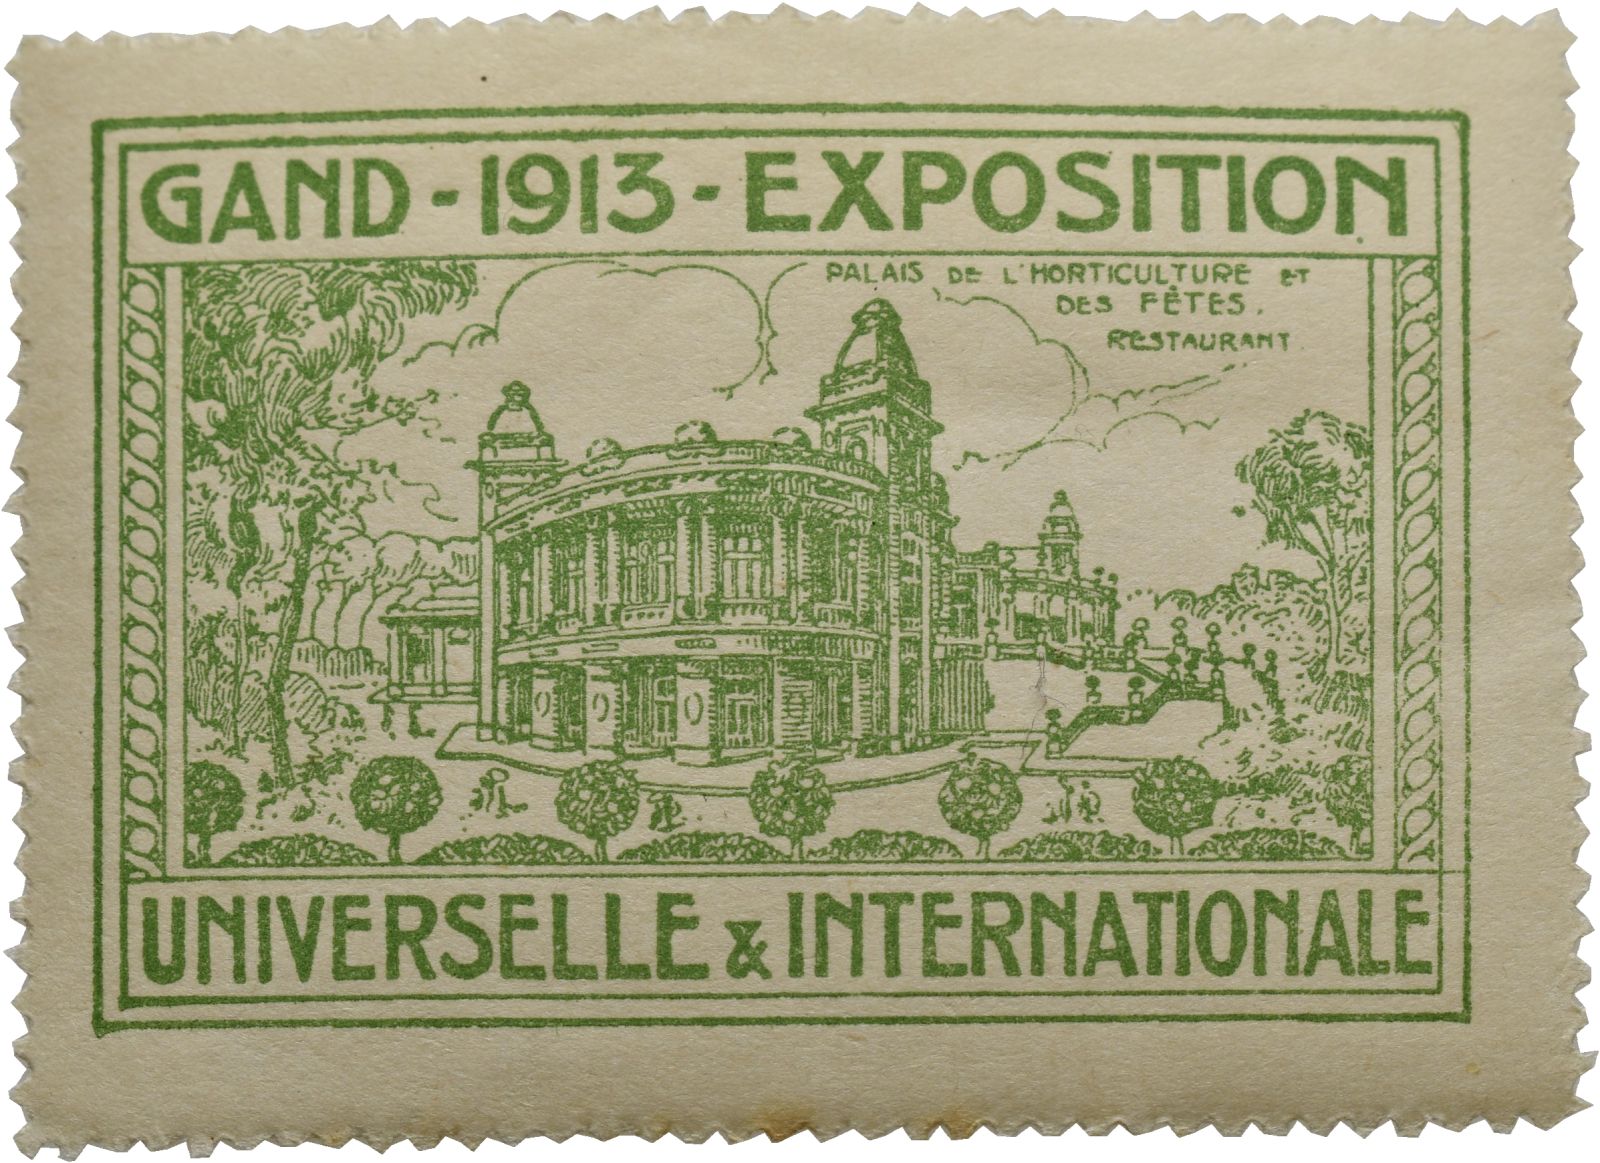 GAND - 1913 - EXPOSITION
PALAIS DE L'HORTICULTURE ET
DES FÊTES.
RESTAURANT.
UNIVERSELLE & INTERNATIONALE